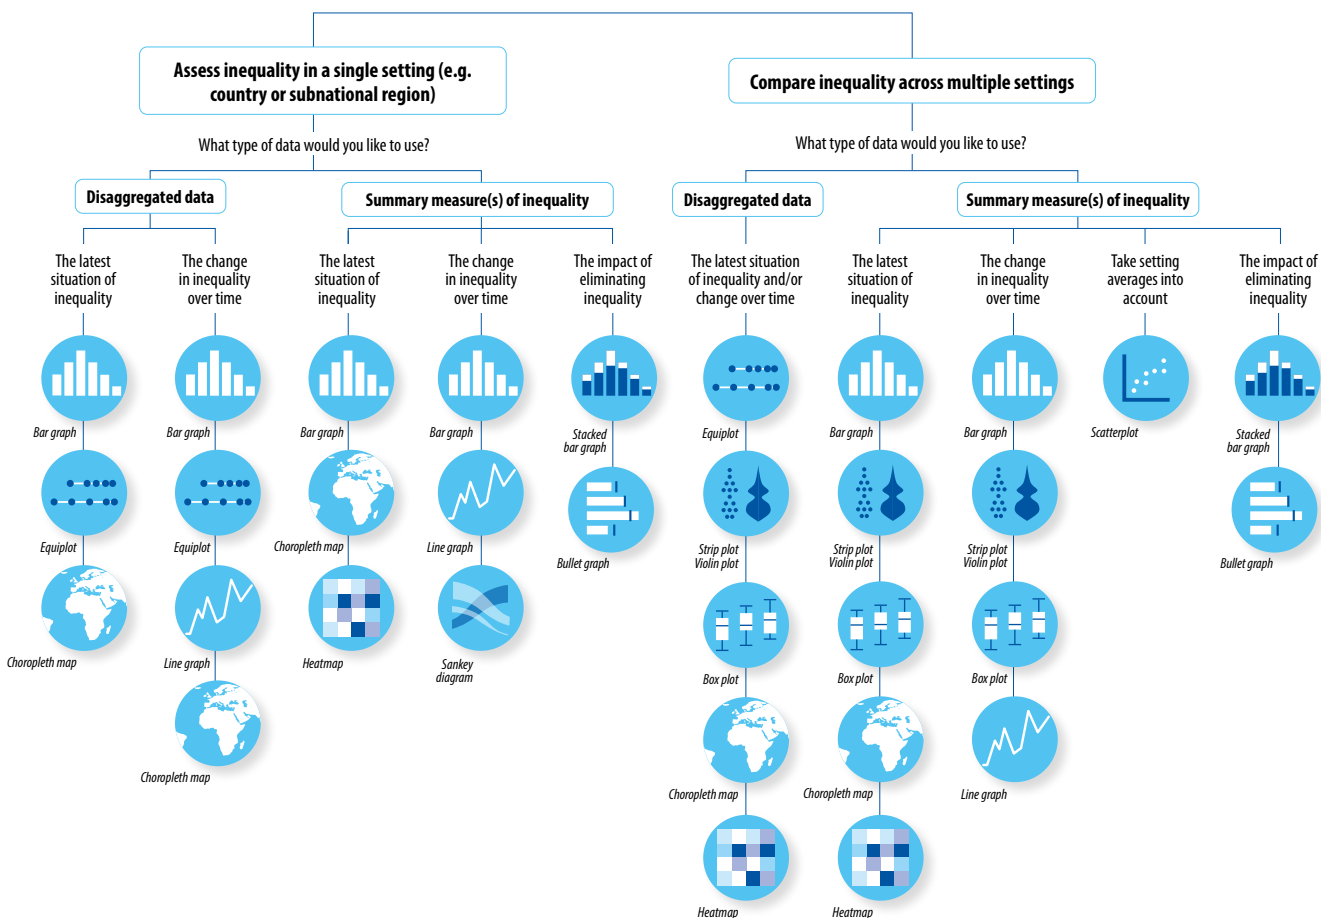 Assess inequality in a single setting (e.g.
country or subnational region)
What type of data would you like to use?
Disaggregated data
The latest
situation of
inequality
Bar graph
Equiplot
Choropleth map
The change
in inequality
over time
Bar graph
Equiplot
Line graph
Choropleth map
Summary measure(s) of inequality
The latest
situation of
inequality
Bar graph
Choropleth map
Heatmap
The change
in inequality
over time
Bar graph
Line graph
Sankey
diagram
The impact of
eliminating
inequality
Stacked
bar graph
Bullet graph
Compare inequality across multiple settings
What type of data would you like to use?
Disaggregated data
The latest situation
of inequality and/or
change over time
Equiplot
Strip plot
Violin plot
Box plot
Choropleth map
Heatmap
Summary measure(s) of inequality
The latest
situation of
inequality
Bar graph
Strip plot
Violin plot
Box plot
Choropleth map
Heatmap
The change
in inequality
over time
Bar graph
Strip plot
Violin plot
Box plot
Line graph
Take setting
averages into
account
Scatterplot
The impact of
eliminating
inequality
Stacked
bar graph
Bullet graph